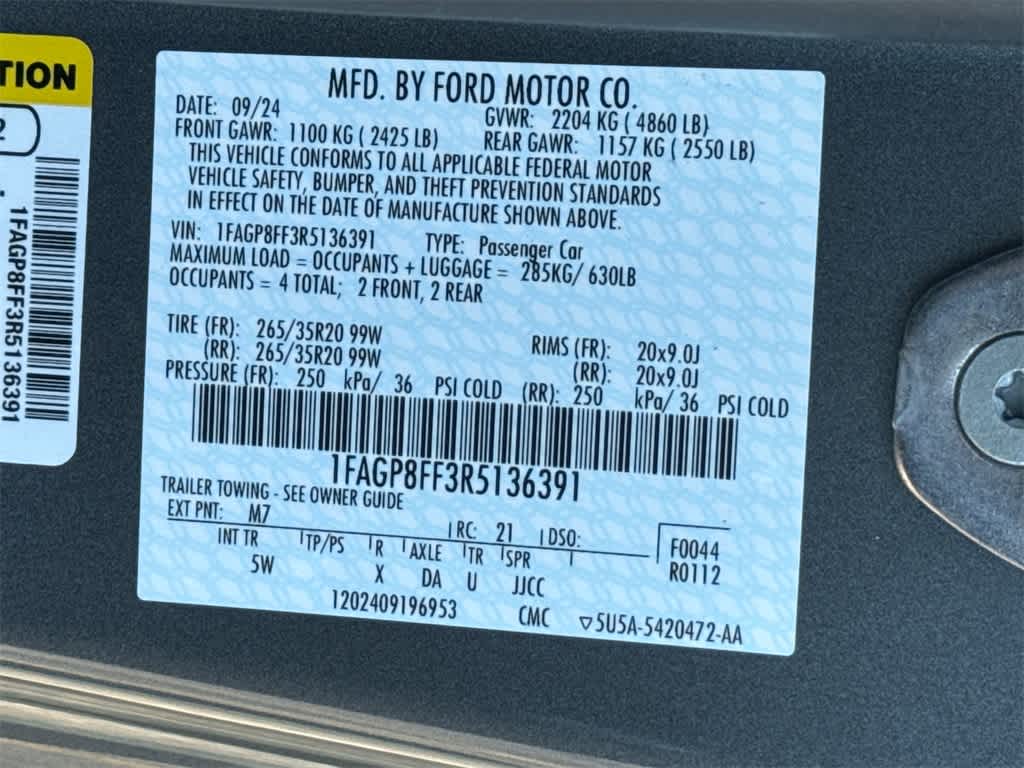 TION
2
1FAGP8FF3R5136391
MFD. BY FORD MOTOR CO.
DATE: 09/24 GVWR: 2204 KG ( 4860 LB)
FRONT GAWR: 1100 KG ( 2425 LB) REAR GAWR: 1157 KG ( 2550 LB)
THIS VEHICLE CONFORMS TO ALL APPLICABLE FEDERAL MOTOR
VEHICLE SAFETY, BUMPER, AND THEFT PREVENTION STANDARDS
IN EFFECT ON THE DATE OF MANUFACTURE SHOWN ABOVE.
VIN: 1FAGP8FF3R5136391 TYPE: Passenger Car
MAXIMUM LOAD = OCCUPANTS + LUGGAGE = 285KG/ 630LB
OCCUPANTS = 4 TOTAL; 2 FRONT, 2 REAR
TIRE (FR): 265/35R20 99W RIMS (FR): 20x9.0J
(RR): 265/35R20 99W (RR): 20x9.0J
PRESSURE (FR): 250 kPa/ 36 PSI COLD (RR): 250 kPa/ 36 PSI COLD
1FAGP8FF3R5136391
TRAILER TOWING - SEE OWNER GUIDE
EXT PNT: M7 RC: 21 DSO: F0044
INT TR TP/PS R AXLE TR SPR R0112
5W X DA U JJCC
1202409196953 CMC ▽5U5A-5420472-AA